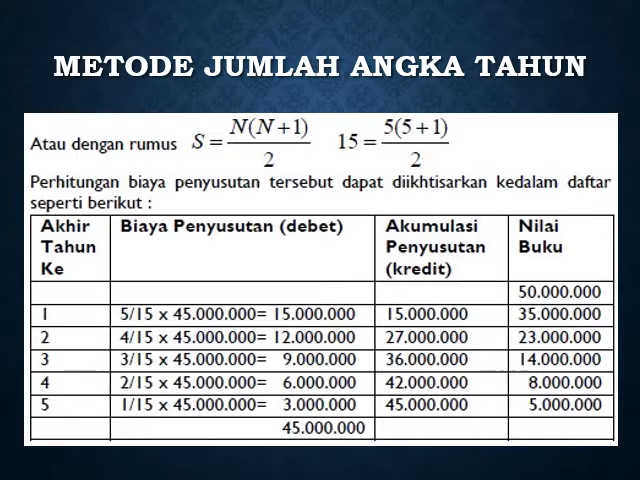 METODE JUMLAH ANGKA TAHUN
Atau dengan rumus S = N(N+1)/2 15 = 5(5+1)/2
Perhitungan biaya penyusutan tersebut dapat diikhtisarkan kedalam daftar
seperti berikut :
Akhir Tahun Ke Biaya Penyusutan (debet) Akumulasi Penyusutan (kredit) Nilai Buku
50.000.000
1 5/15 x 45.000.000= 15.000.000 15.000.000 35.000.000
2 4/15 x 45.000.000= 12.000.000 27.000.000 23.000.000
3 3/15 x 45.000.000= 9.000.000 36.000.000 14.000.000
4 2/15 x 45.000.000= 6.000.000 42.000.000 8.000.000
5 1/15 x 45.000.000= 3.000.000 45.000.000 5.000.000
45.000.000